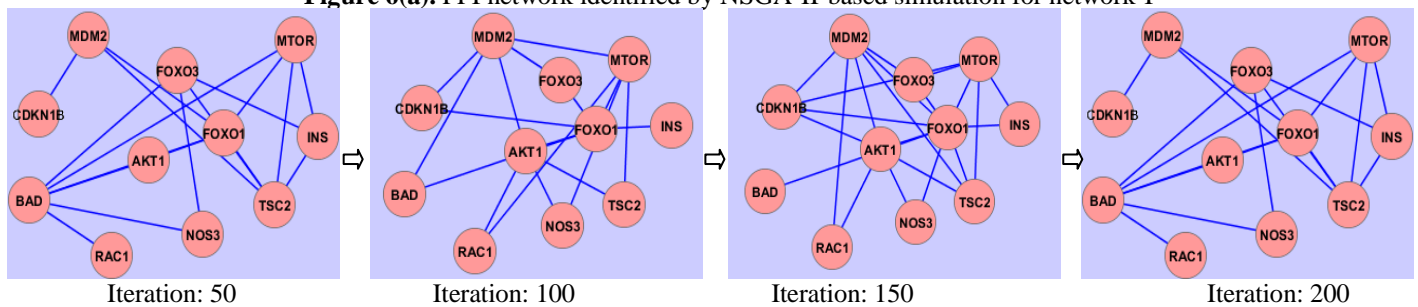 Figure 6(a). PPI network identified by NSGA-II based simulation for network 1
MDM2
MTOR
FOXO3
CDKN1B
FOXO1
INS
AKT1
BAD
TSC2
NOS3
RAC1
MDM2
MTOR
FOXO3
CDKN1B
FOXO1
INS
AKT1
BAD
TSC2
NOS3
RAC1
MDM2
MTOR
FOXO3
CDKN1B
FOXO1
INS
AKT1
BAD
TSC2
NOS3
RAC1
MDM2
MTOR
FOXO3
CDKN1B
FOXO1
INS
AKT1
BAD
TSC2
NOS3
RAC1
Iteration: 50
Iteration: 100
Iteration: 150
Iteration: 200